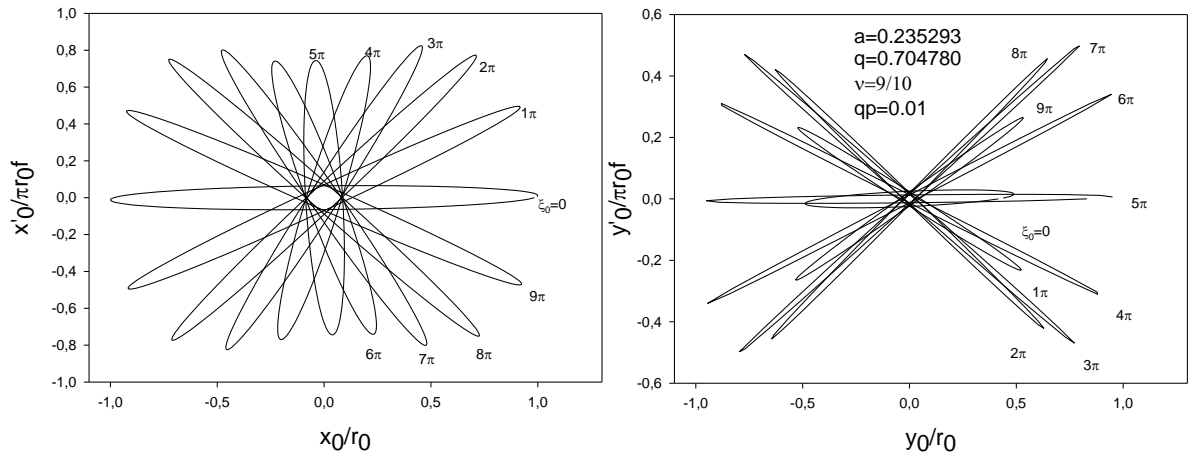 1,0
0,8
0,6
0,4
0,2
0,0
-0,2
-0,4
-0,6
-0,8
-1,0
x'0/πr0f
5π 4π 3π
2π
1π
ξ0=0
9π
6π 7π 8π
-1,0 -0,5 0,0 0,5 1,0
x0/r0
0,6
0,4
0,2
0,0
-0,2
-0,4
-0,6
y'0/πr0f
a=0.235293
q=0.704780
ν=9/10
qp=0.01
8π 7π
6π
9π
5π
ξ0=0
1π
4π
2π
3π
-1,0 -0,5 0,0 0,5 1,0
y0/r0